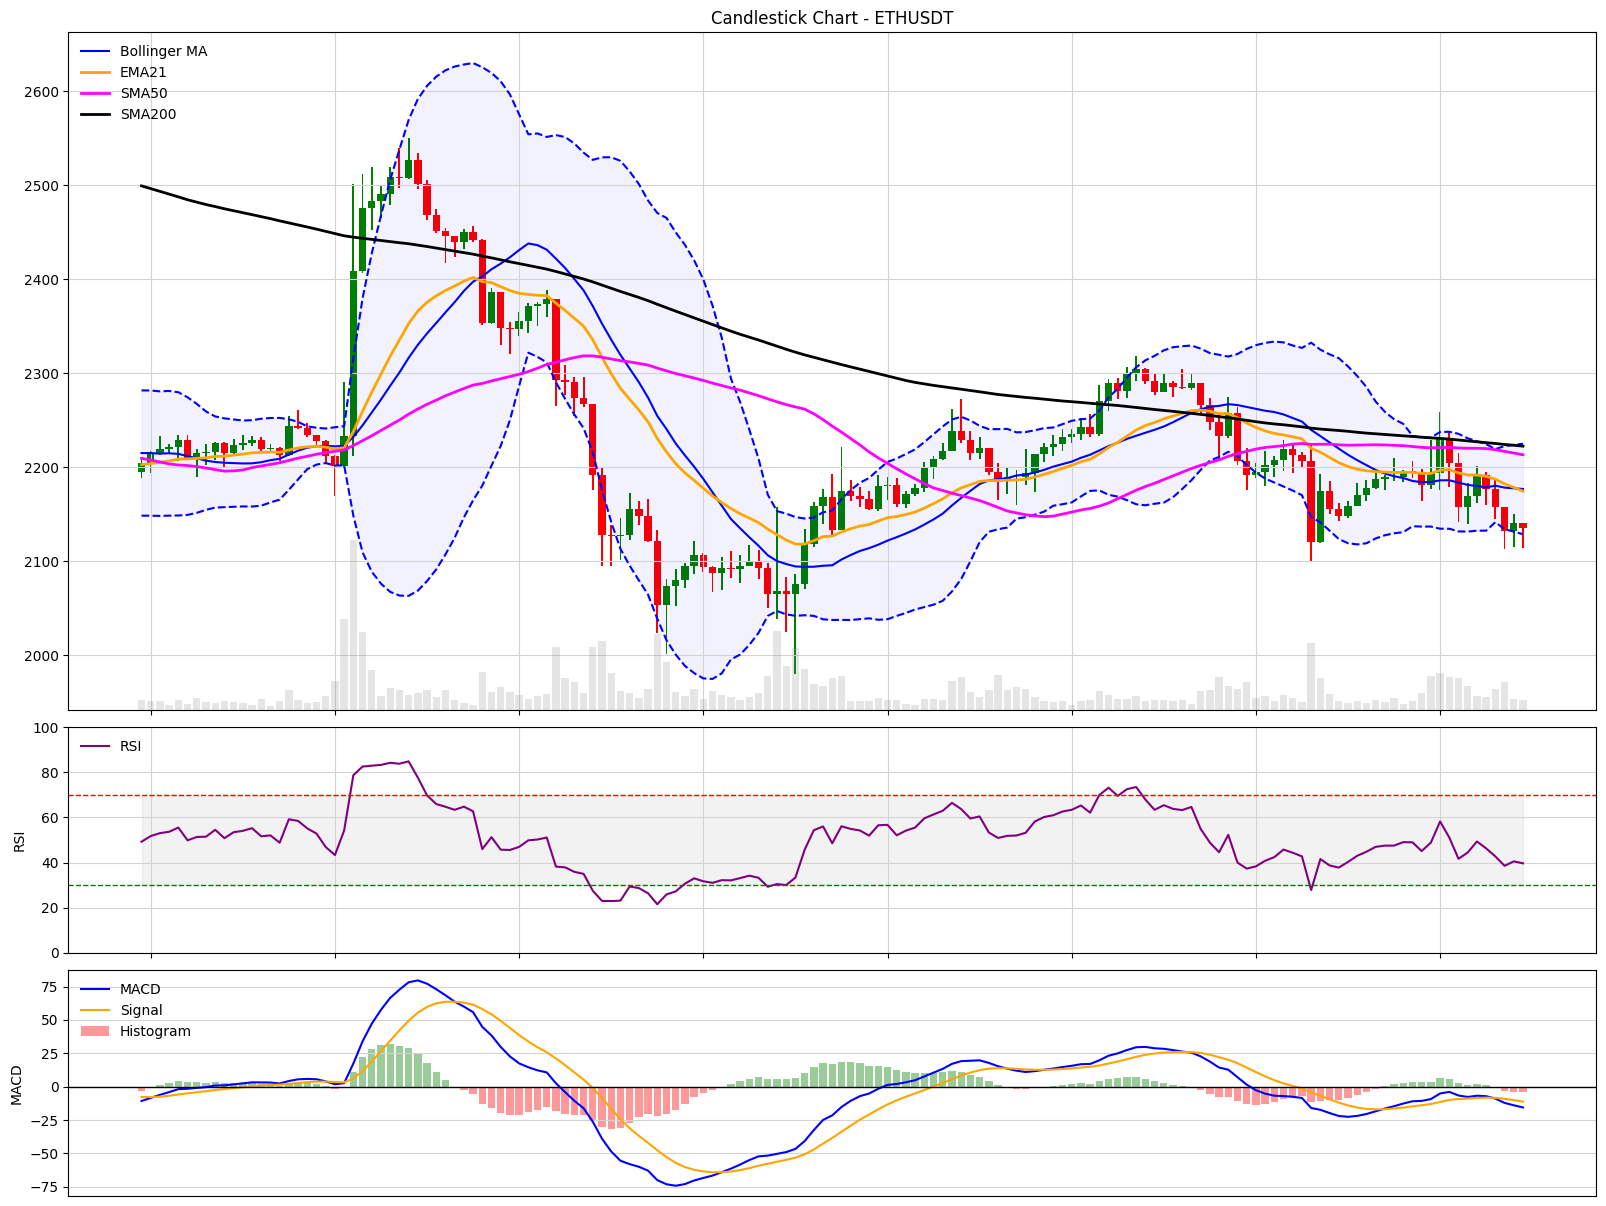 Candlestick Chart - ETHUSDT
Bollinger MA
EMA21
SMA50
SMA200
2600
2500
2400
2300
2200
2100
2000
RSI
100
80
60
40
20
0
RSI
MACD
Signal
Histogram
75
50
25
0
−25
−50
−75
MACD